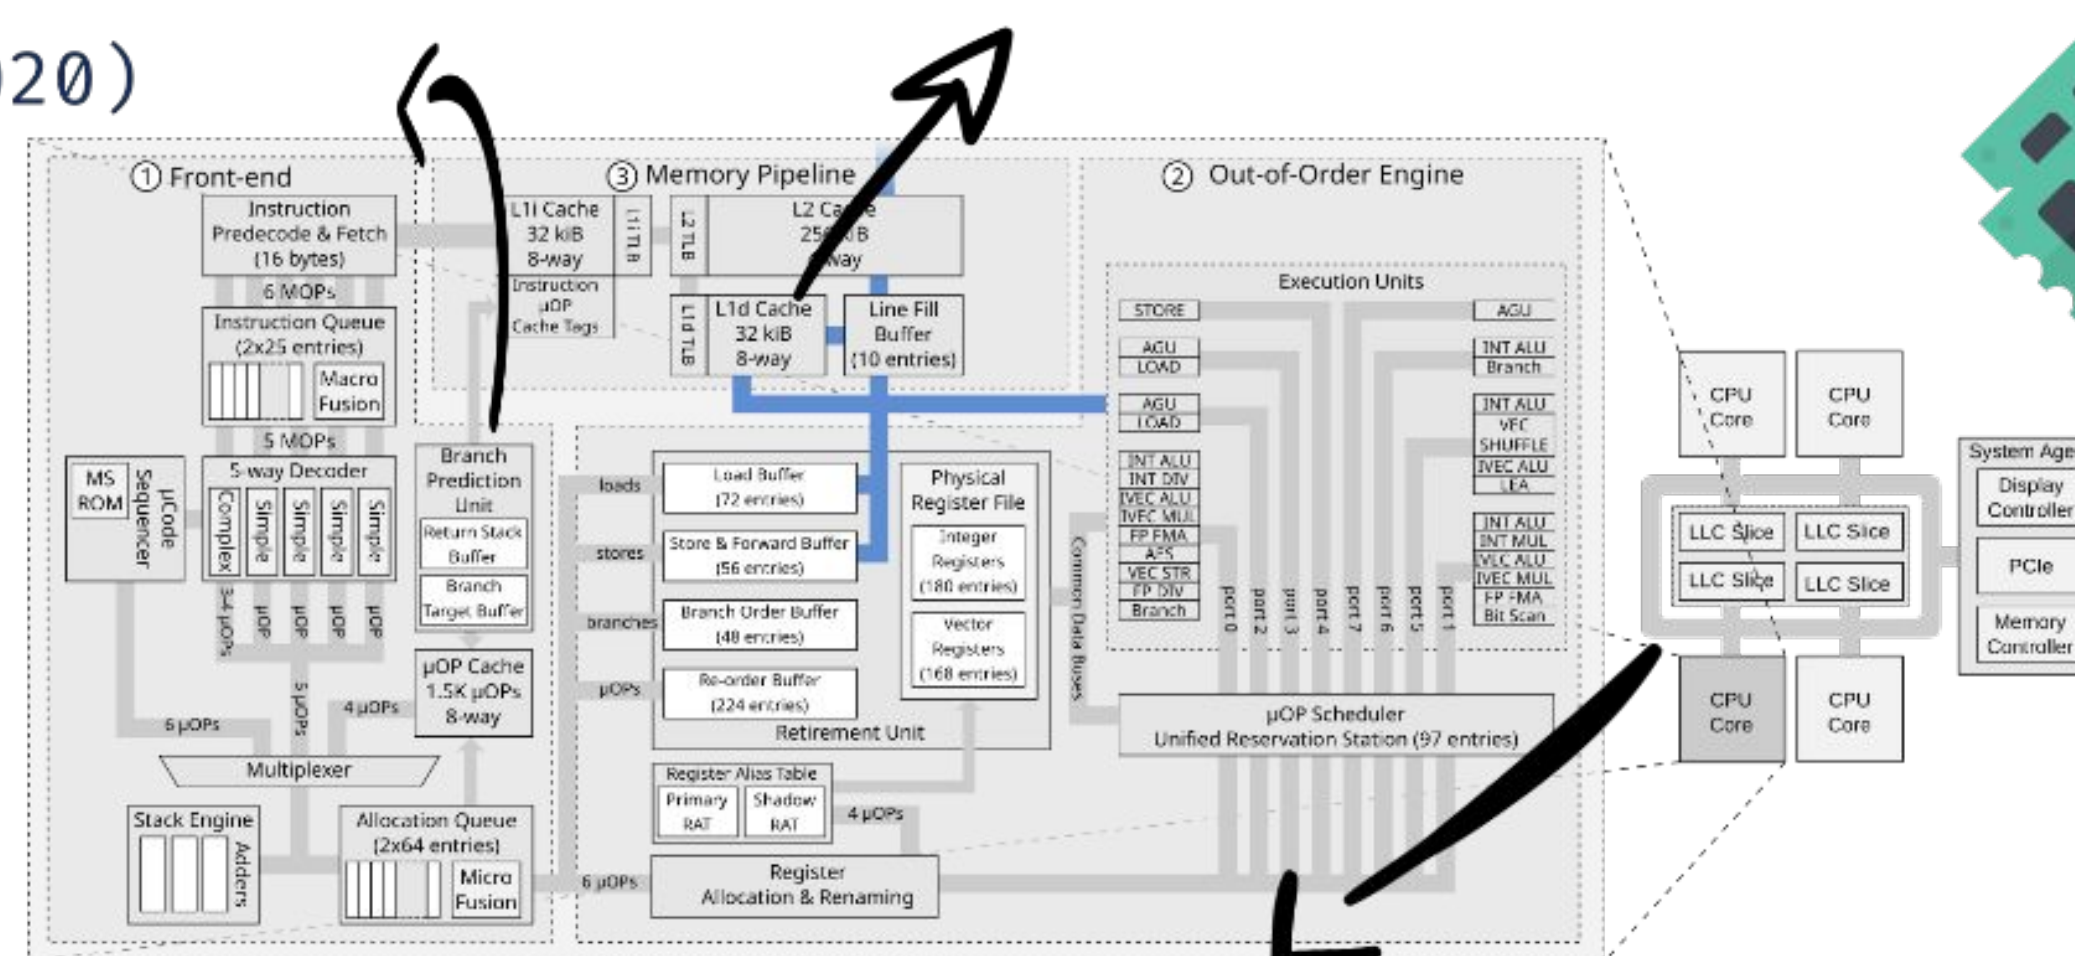 020)
① Front-end
Instruction
Predecode & Fetch
(16 bytes)
6 MOPs
Instruction Queue
(2x25 entries)
Macro
Fusion
5 MOPs
5-way Decoder
Complex
Simple
Simple
Simple
Simple
MS
ROM
µCode
Sequencer
3-4 µOPs
µOP
µOP
µOP
µOP
5 µOPs
6 µOPs
4 µOPs
Multiplexer
Stack Engine
Adders
Allocation Queue
(2x64 entries)
Micro
Fusion
Branch
Prediction
Unit
Return Stack
Buffer
Branch
Target Buffer
µOP Cache
1.5K µOPs
8-way
③ Memory Pipeline
L1i Cache
32 kiB
8-way
L1i TLB
Instruction
µOP
Cache Tags
L2 TLB
L2 Cache
kiB
way
L1d TLB
L1d Cache
32 kiB
8-way
Line Fill
Buffer
(10 entries)
② Out-of-Order Engine
Execution Units
STORE
AGU
LOAD
AGU
LOAD
INT ALU
INT DIV
IVEC ALU
IVEC MUL
FP FMA
AES
VEC STR
FP DIV
Branch
AGU
INT ALU
Branch
INT ALU
VEC
SHUFFLE
IVEC ALU
LEA
INT ALU
INT MUL
IVEC ALU
IVEC MUL
FP FMA
Bit Scan
port 0
port 2
port 3
port 4
port 7
port 6
port 5
port 1
loads
stores
branches
µOPs
Load Buffer
(72 entries)
Store & Forward Buffer
(56 entries)
Branch Order Buffer
(48 entries)
Re-order Buffer
(224 entries)
Retirement Unit
Physical
Register File
Integer
Registers
(180 entries)
Vector
Registers
(168 entries)
Common Data Buses
µOP Scheduler
Unified Reservation Station (97 entries)
Register Alias Table
Primary
RAT
Shadow
RAT
4 µOPs
6 µOPs
Register
Allocation & Renaming
CPU
Core
CPU
Core
LLC Slice
LLC Slice
LLC Slice
LLC Slice
CPU
Core
CPU
Core
System Age
Display
Controller
PCIe
Memory
Controller